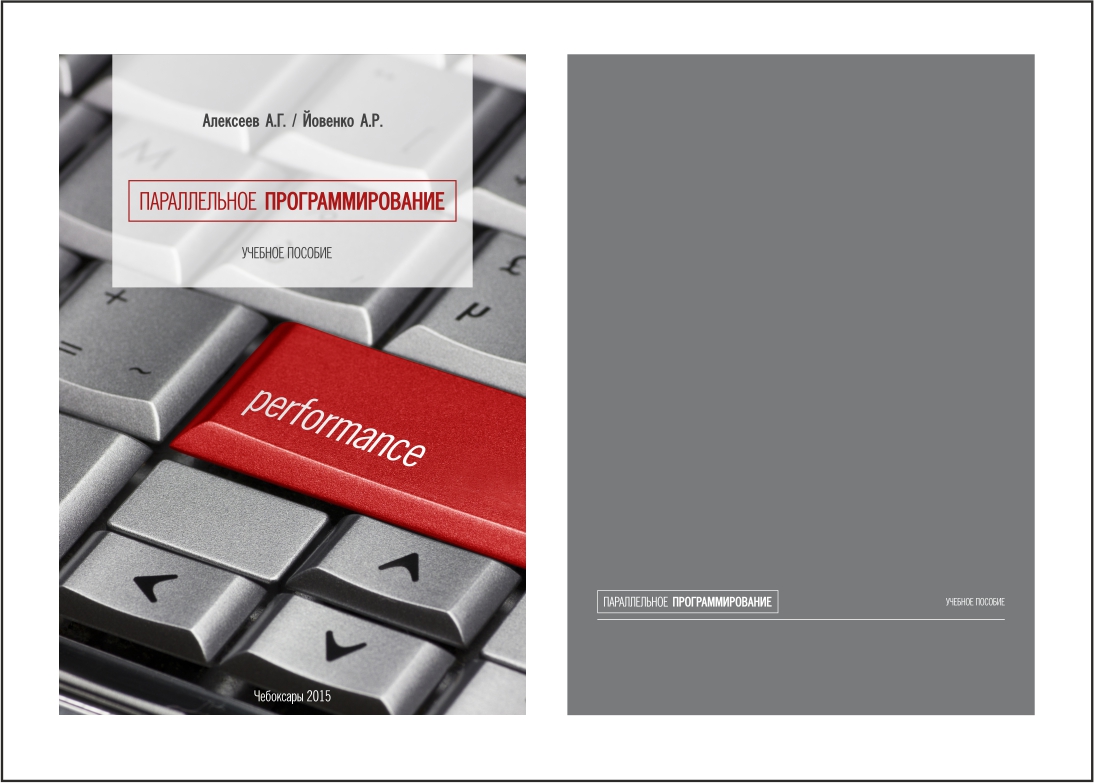 Алексеев А.Г. / Йовенко А.Р.
ПАРАЛЛЕЛЬНОЕ ПРОГРАММИРОВАНИЕ
УЧЕБНОЕ ПОСОБИЕ
W
+
£
µ
=
~
performance
Чебоксары 2015
ПАРАЛЛЕЛЬНОЕ ПРОГРАММИРОВАНИЕ
УЧЕБНОЕ ПОСОБИЕ